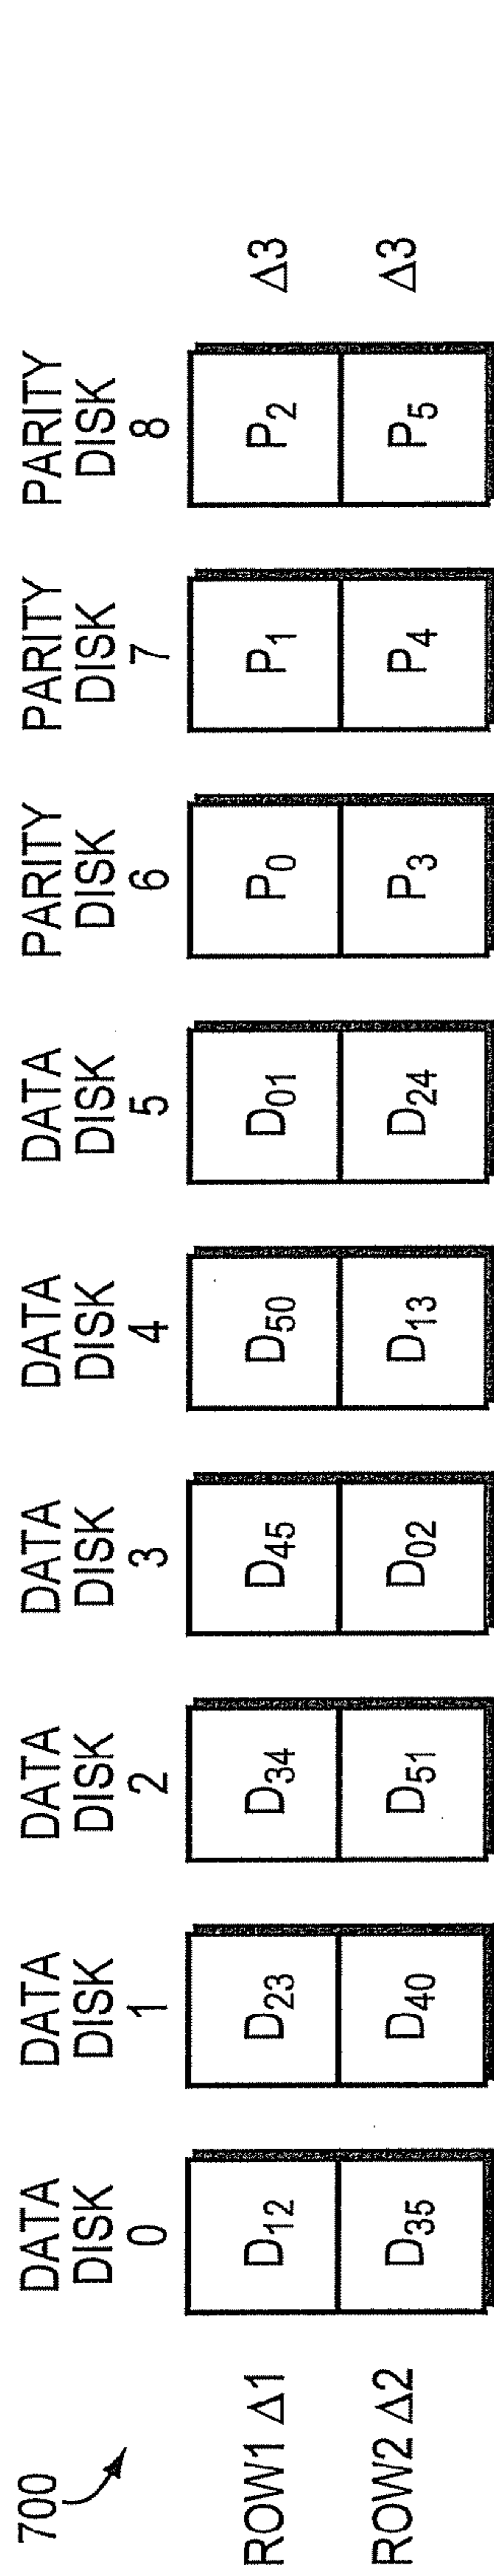 700
DATA DISK 0 DATA DISK 1 DATA DISK 2 DATA DISK 3 DATA DISK 4 DATA DISK 5 PARITY DISK 6 PARITY DISK 7 PARITY DISK 8
ROW1 Δ1 D12 D23 D34 D45 D50 D01 P0 P1 P2 Δ3
ROW2 Δ2 D35 D40 D51 D02 D13 D24 P3 P4 P5 Δ3